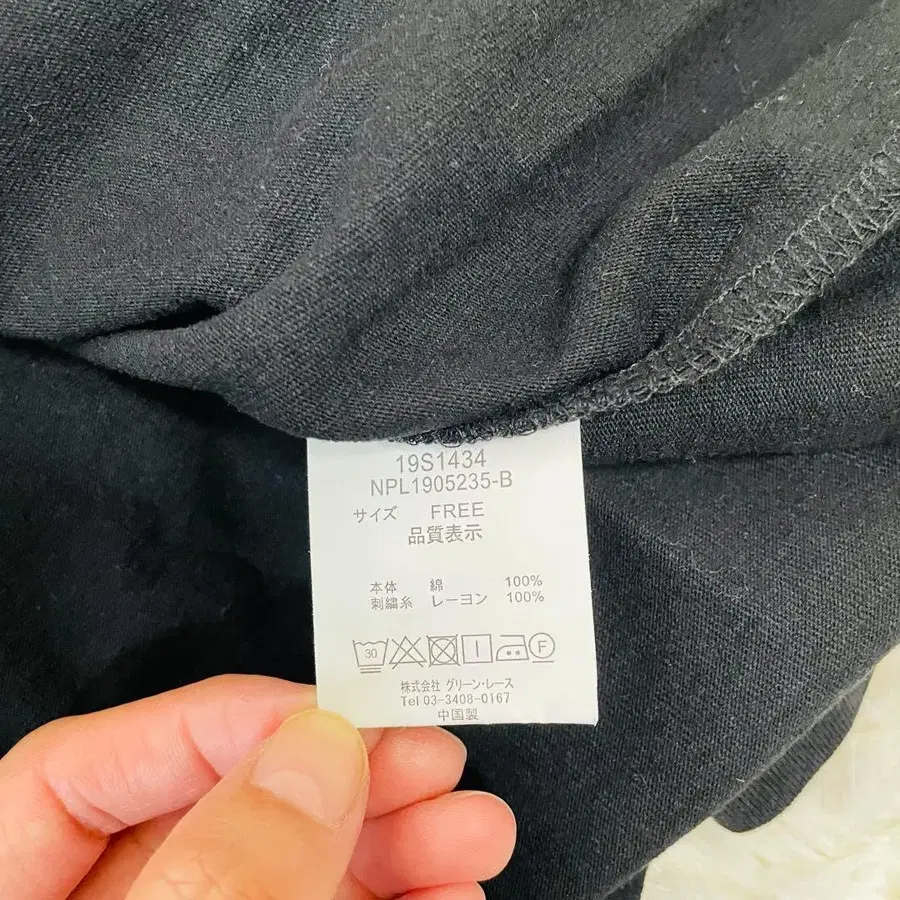 19S1434
NPL1905235-B
サイズ FREE
品質表示
本体 綿 100%
刺繍糸 レーヨン 100%
30
F
株式会社 グリーン・レース
Tel 03-3408-0167
中国製